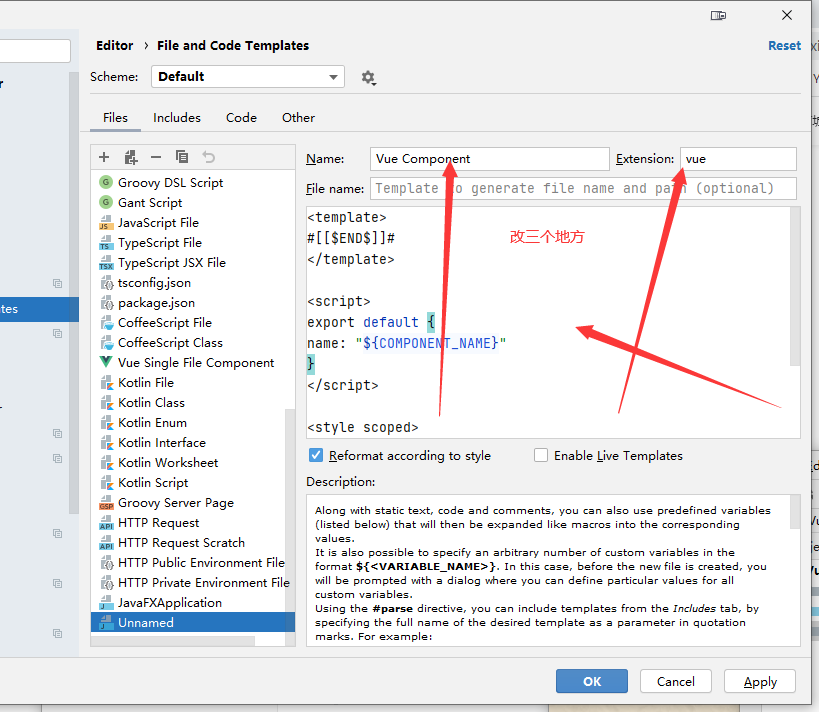 Editor › File and Code Templates
Reset
Scheme:
Default
Files
Includes
Code
Other
Groovy DSL Script
Gant Script
JavaScript File
TypeScript File
TypeScript JSX File
tsconfig.json
package.json
CoffeeScript File
CoffeeScript Class
Vue Single File Component
Kotlin File
Kotlin Class
Kotlin Enum
Kotlin Interface
Kotlin Worksheet
Kotlin Script
Groovy Server Page
HTTP Request
HTTP Request Scratch
HTTP Public Environment File
HTTP Private Environment File
JavaFXApplication
Unnamed
tes
Name:
Vue Component
Extension:
vue
File name:
Template to generate file name and path (optional)
<template>
#[[$END$]]#
</template>
改三个地方
<script>
export default {
name: "${COMPONENT_NAME}"
}
</script>
<style scoped>
Reformat according to style
Enable Live Templates
Description:
Along with static text, code and comments, you can also use predefined variables
(listed below) that will then be expanded like macros into the corresponding
values.
It is also possible to specify an arbitrary number of custom variables in the
format ${<VARIABLE_NAME>}. In this case, before the new file is created, you
will be prompted with a dialog where you can define particular values for all
custom variables.
Using the #parse directive, you can include templates from the Includes tab, by
specifying the full name of the desired template as a parameter in quotation
marks. For example:
OK
Cancel
Apply